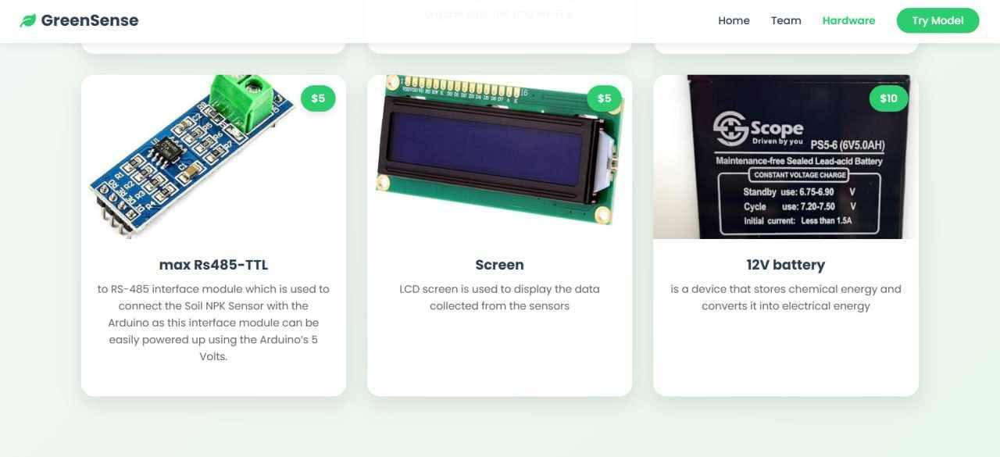 GreenSense
Home Team Hardware Try Model
$5
max Rs485-TTL
to RS-485 interface module which is used to
connect the Soil NPK Sensor with the
Arduino as this interface module can be
easily powered up using the Arduino's 5
Volts.
$5
Screen
LCD screen is used to display the data
collected from the sensors
$10
Scope
Driven by you
PS5-6 (6V5.0AH)
Maintenance-free Sealed Lead-acid Battery
CONSTANT VOLTAGE CHARGE
Standby use: 6.75-6.90 V
Cycle use: 7.20-7.50 V
Initial current: Less than 1.5A
12V battery
is a device that stores chemical energy and
converts it into electrical energy